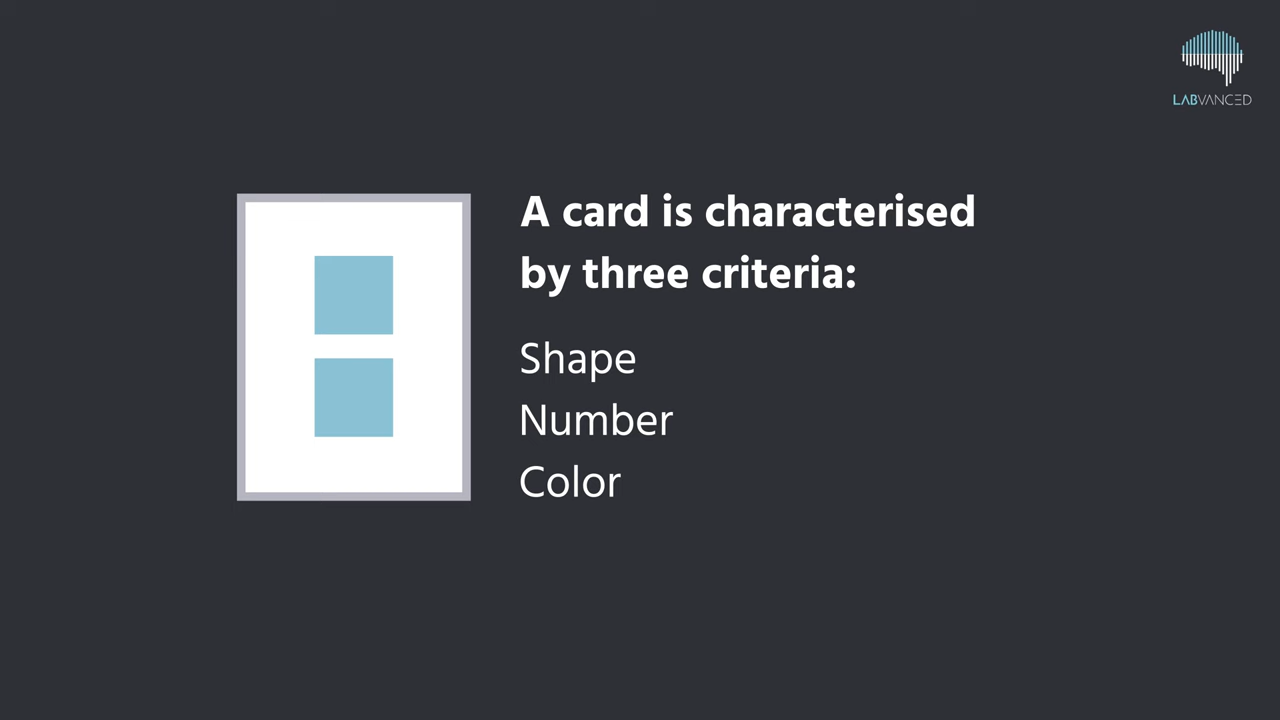 LABVANCED
A card is characterised
by three criteria:
Shape
Number
Color